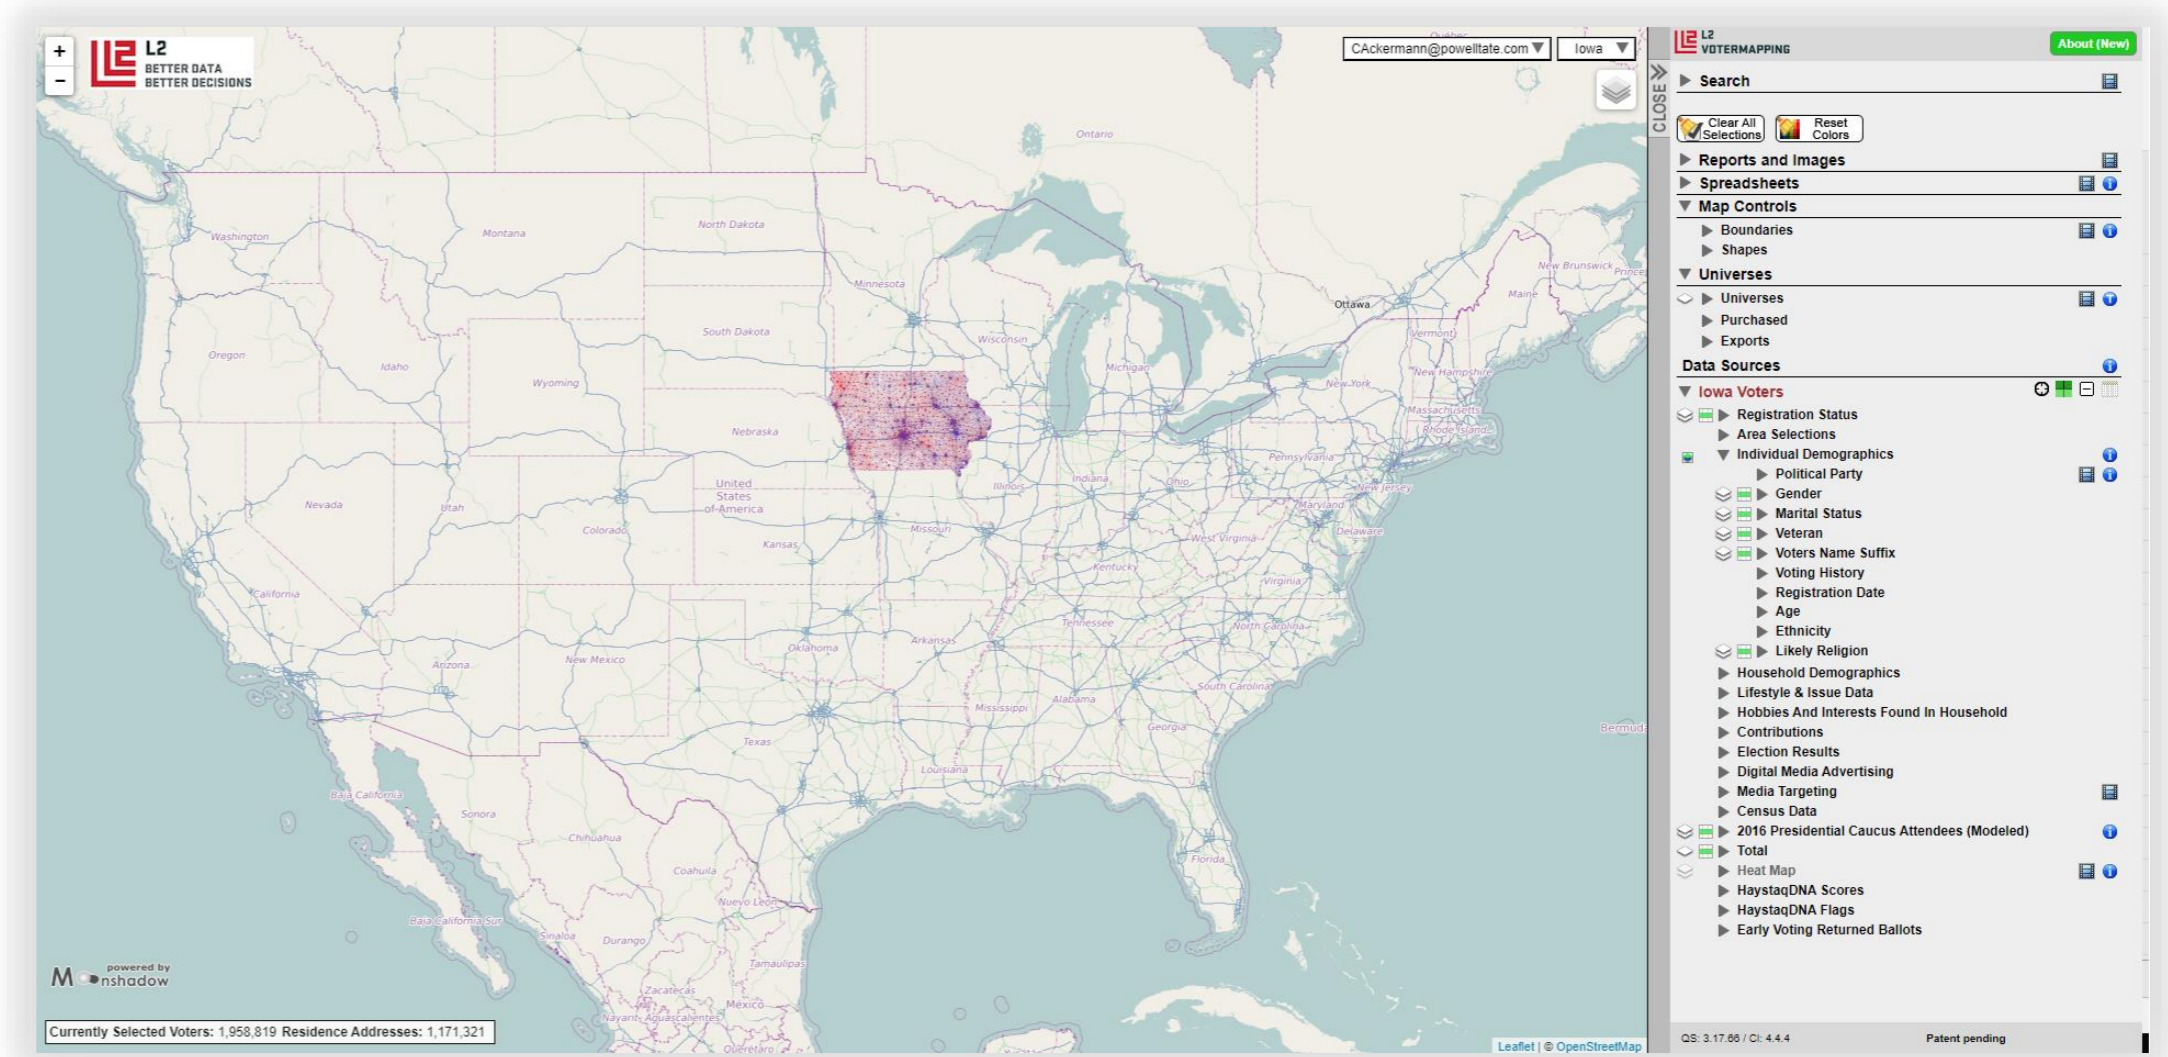 +
−
L2
BETTER DATA
BETTER DECISIONS
Québec
CAckermann@powelltate.com ▼
Iowa ▼
Ontario
Washington
Montana
North Dakota
Minnesota
Ottawa
New Brunswick
Prince
Maine
Oregon
Idaho
South Dakota
Wisconsin
Vermont
Michigan
New Hampshire
Wyoming
New York
Massachusetts
Rhode Island
Nebraska
Pennsylvania
United
States
of America
Illinois
Indiana
Ohio
New Jersey
Nevada
Utah
Colorado
Kansas
Missouri
Maryland
Delaware
West Virginia
Kentucky
Virginia
California
Tennessee
North Carolina
Arizona
New Mexico
Oklahoma
Arkansas
South Carolina
Mississippi
Alabama
Georgia
Bermuda
Texas
Louisiana
Baja California
Sonora
Chihuahua
Coahuila
Florida
Nuevo León
Baja California Sur
Sinaloa
Durango
Tamaulipas
Zacatecas
México
Nayarit
Aguascalientes
Querétaro
powered by
Moonshadow
Currently Selected Voters: 1,958,819 Residence Addresses: 1,171,321
Leaflet | © OpenStreetMap
CLOSE
L2
VOTERMAPPING
About (New)
Search
Clear All
Selections
Reset
Colors
Reports and Images
Spreadsheets
Map Controls
Boundaries
Shapes
Universes
Universes
Purchased
Exports
Data Sources
Iowa Voters
Registration Status
Area Selections
Individual Demographics
Political Party
Gender
Marital Status
Veteran
Voters Name Suffix
Voting History
Registration Date
Age
Ethnicity
Likely Religion
Household Demographics
Lifestyle & Issue Data
Hobbies And Interests Found In Household
Contributions
Election Results
Digital Media Advertising
Media Targeting
Census Data
2016 Presidential Caucus Attendees (Modeled)
Total
Heat Map
HaystaqDNA Scores
HaystaqDNA Flags
Early Voting Returned Ballots
QS: 3.17.66 / CI: 4.4.4
Patent pending